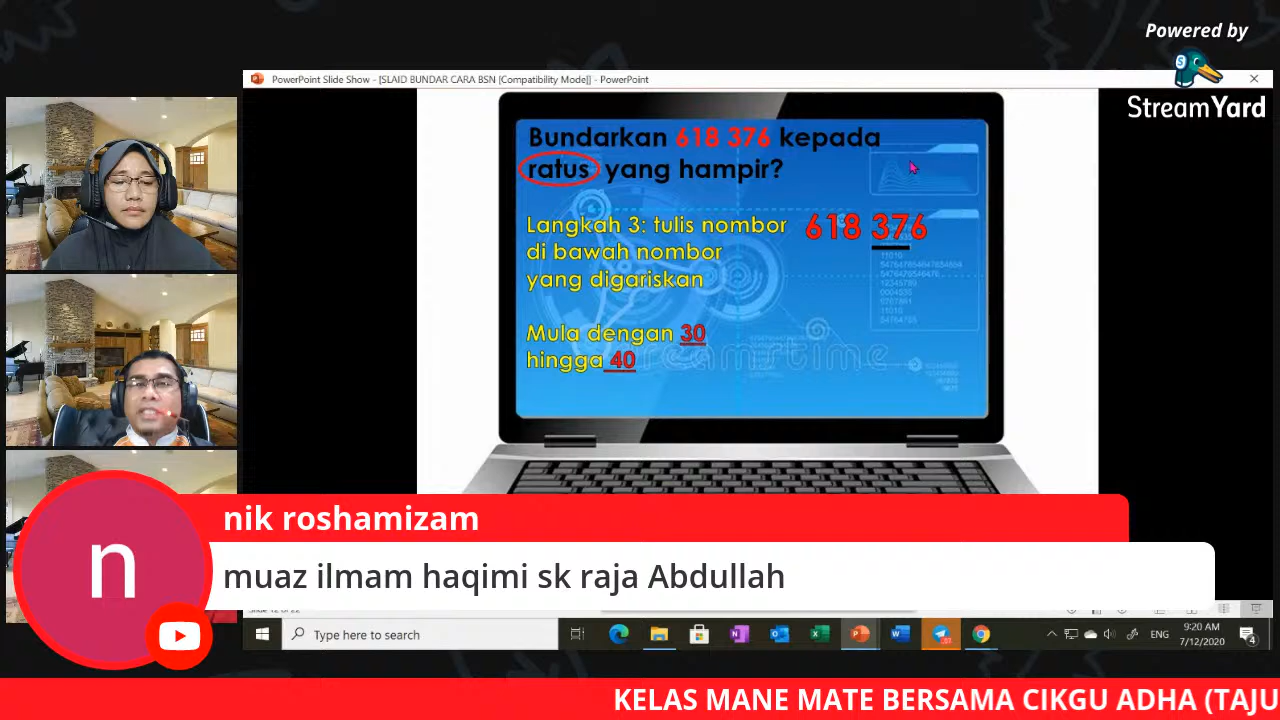 Powered by
StreamYard
PowerPoint Slide Show - [SLAID BUNDAR CARA BSN [Compatibility Mode]] - PowerPoint
Bundarkan 618 376 kepada
ratus yang hampir?
Langkah 3: tulis nombor
di bawah nombor
yang digariskan
618 376
Mula dengan 30
hingga 40
dreamstime
n
nik roshamizam
muaz ilmam haqimi sk raja Abdullah
Type here to search
ENG
9:20 AM
7/12/2020
4
KELAS MANE MATE BERSAMA CIKGU ADHA (TAJU